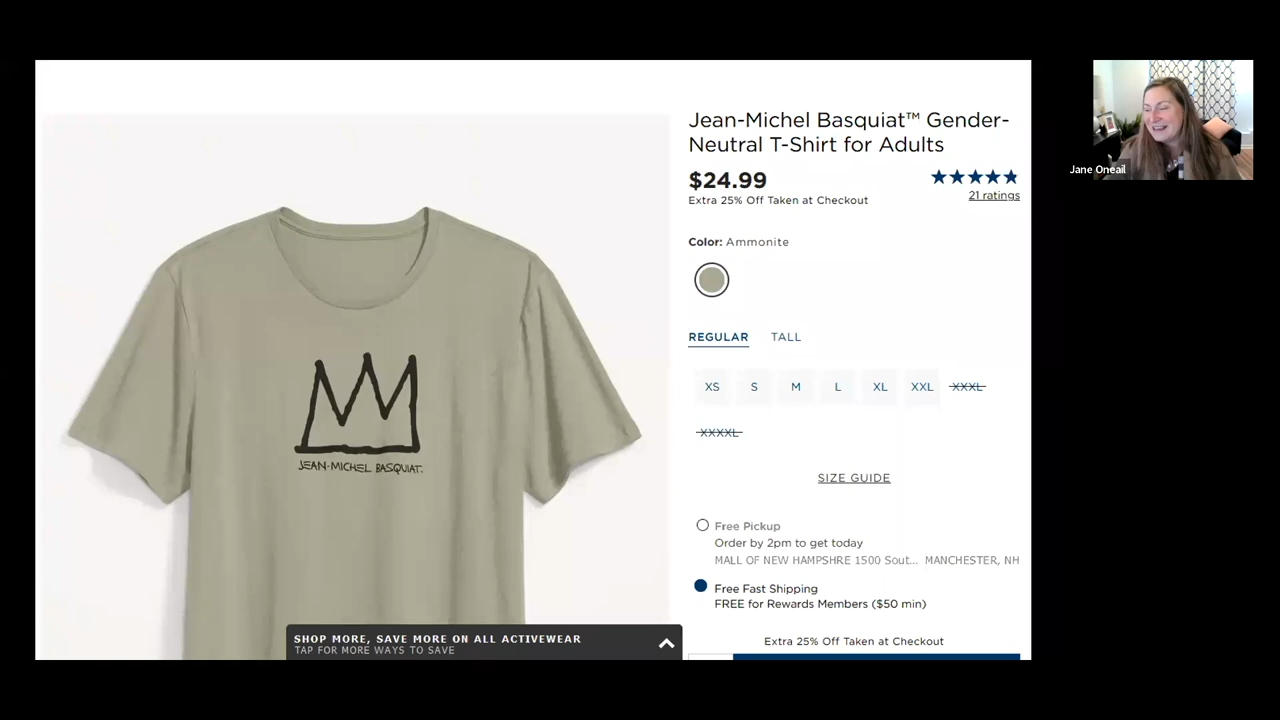 Jean-Michel Basquiat™ Gender-
Neutral T-Shirt for Adults
$24.99
Extra 25% Off Taken at Checkout
21 ratings
Color: Ammonite
REGULAR TALL
XS S M L XL XXL XXXL
XXXXL
SIZE GUIDE
Free Pickup
Order by 2pm to get today
MALL OF NEW HAMPSHRE 1500 Sout... MANCHESTER, NH
Free Fast Shipping
FREE for Rewards Members ($50 min)
Extra 25% Off Taken at Checkout
JEAN-MICHEL BASQUIAT.
SHOP MORE, SAVE MORE ON ALL ACTIVEWEAR
TAP FOR MORE WAYS TO SAVE
Jane Oneail